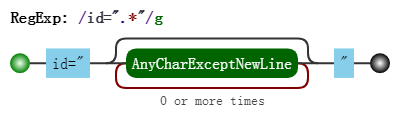 RegExp: /id=".*"/g
id=" AnyCharExceptNewLine "
0 or more times